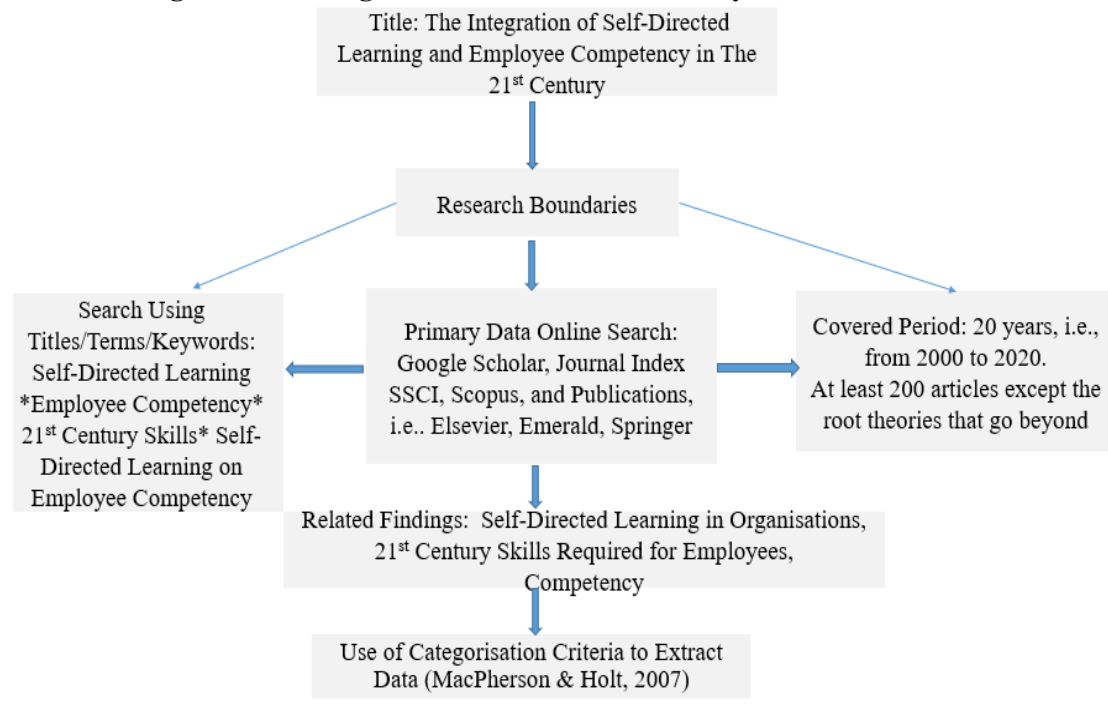 Title: The Integration of Self-Directed
Learning and Employee Competency in The
21st Century
Research Boundaries
Search Using
Titles/Terms/Keywords:
Self-Directed Learning
*Employee Competency*
21st Century Skills* Self-
Directed Learning on
Employee Competency
Primary Data Online Search:
Google Scholar, Journal Index
SSCI, Scopus, and Publications,
i.e.. Elsevier, Emerald, Springer
Covered Period: 20 years, i.e.,
from 2000 to 2020.
At least 200 articles except the
root theories that go beyond
Related Findings:  Self-Directed Learning in Organisations,
21st Century Skills Required for Employees,
Competency
Use of Categorisation Criteria to Extract
Data (MacPherson & Holt, 2007)